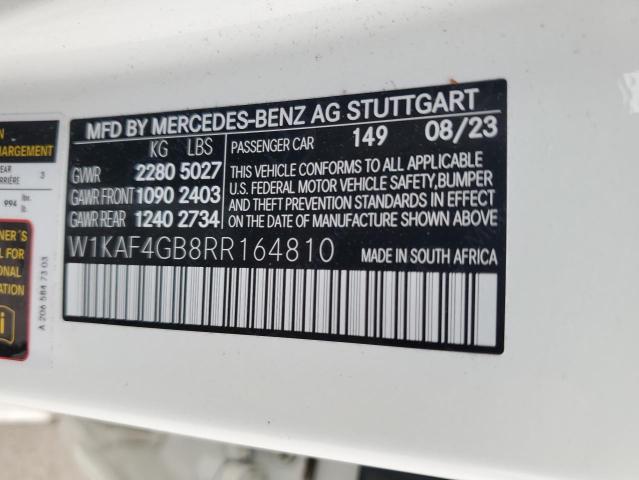 MFD BY MERCEDES-BENZ AG STUTTGART
KG LBS
PASSENGER CAR 149 08/23
GVWR 2280 5027
GAWR FRONT 1090 2403
GAWR REAR 1240 2734
THIS VEHICLE CONFORMS TO ALL APPLICABLE
U.S. FEDERAL MOTOR VEHICLE SAFETY, BUMPER
AND THEFT PREVENTION STANDARDS IN EFFECT
ON THE DATE OF MANUFACTURE SHOWN ABOVE.
W1KAF4GB8RR164810 MADE IN SOUTH AFRICA
A 206 584 73 03
3
994 lbs.